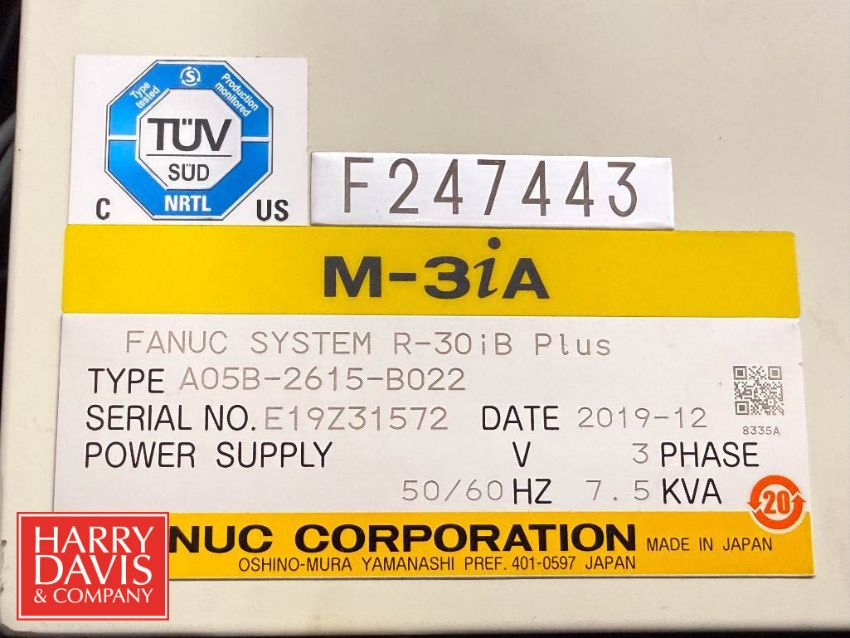 Type tested
S
Production monitored
TÜV
SÜD
NRTL
C US
F247443
M-3iA
FANUC SYSTEM R-30iB Plus
TYPE A05B-2615-B022
SERIAL NO. E19Z31572 DATE 2019-12
8335A
POWER SUPPLY V 3 PHASE
50/60 HZ 7.5 KVA
20
NUC CORPORATION MADE IN JAPAN
OSHINO-MURA YAMANASHI PREF. 401-0597 JAPAN
HARRY
DAVIS
& COMPANY